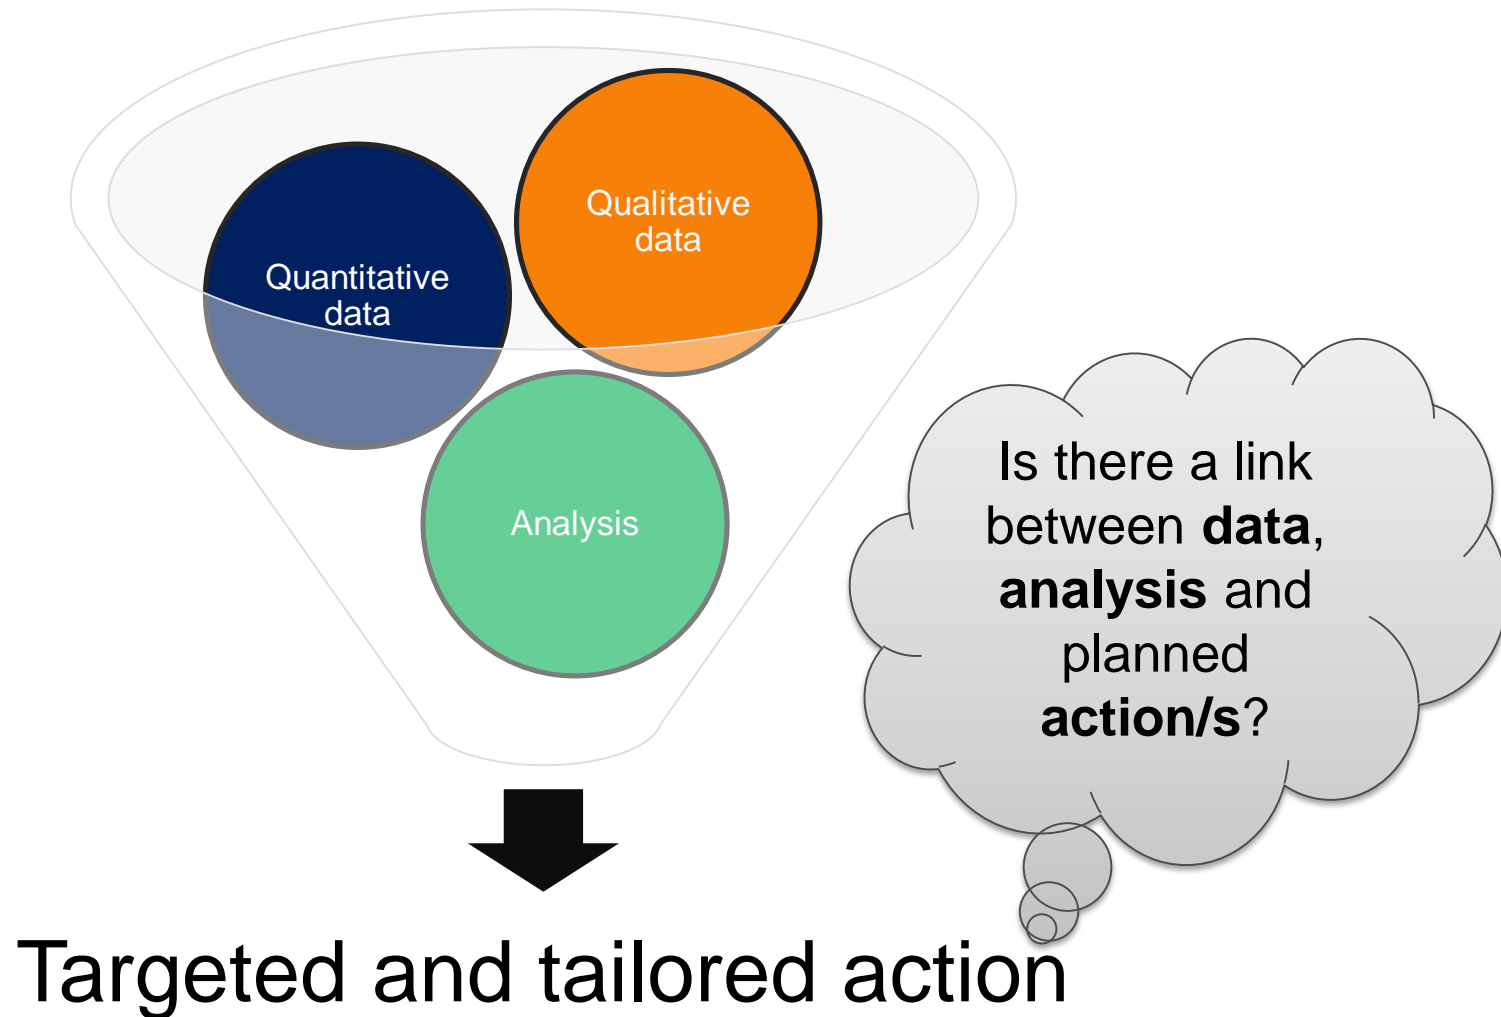 Qualitative
data
Quantitative
data
Analysis
Is there a link
between data,
analysis and
planned
action/s?
Targeted and tailored action